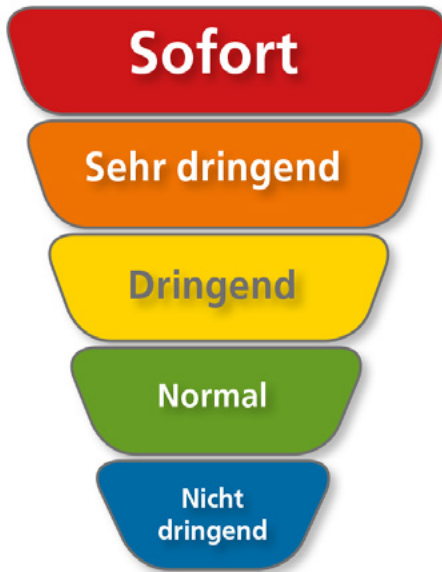 Sofort
Sehr dringend
Dringend
Normal
Nicht
dringend